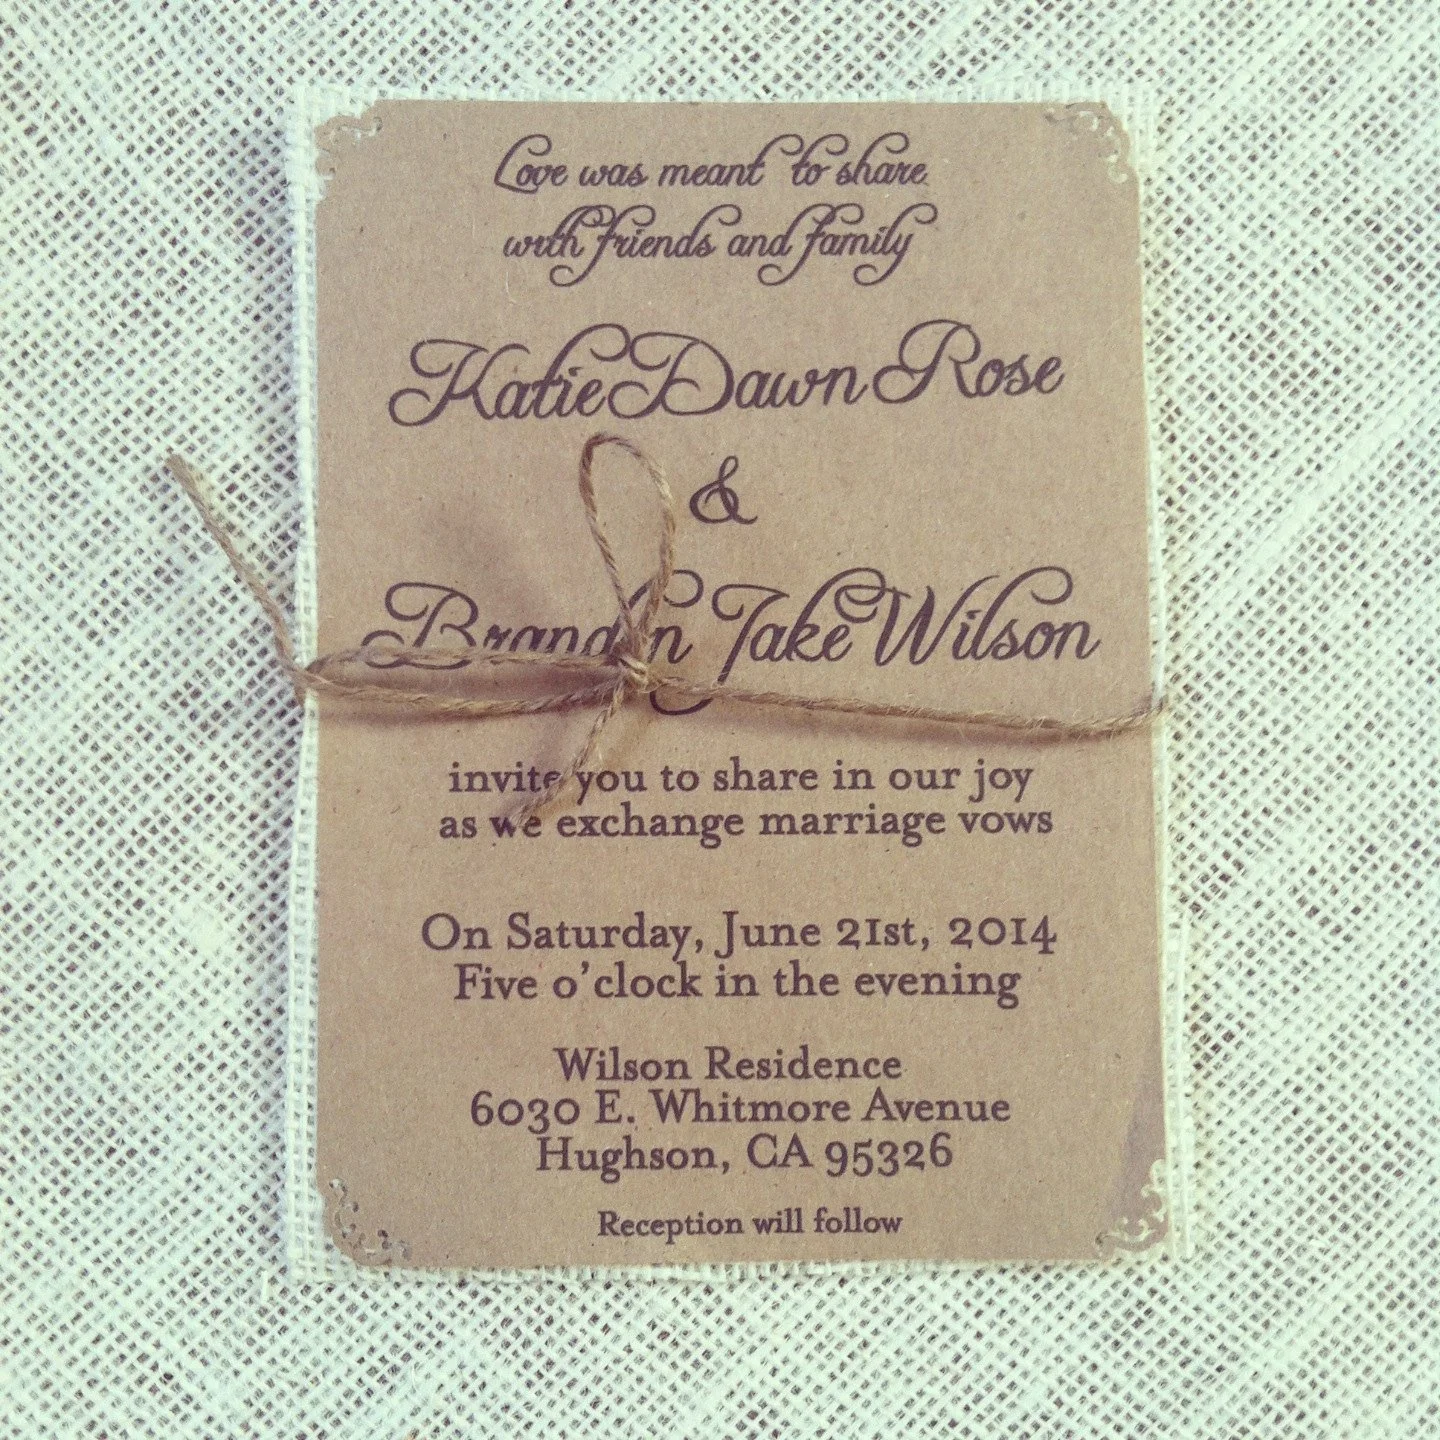 Love was meant to share
with friends and family
Katie Dawn Rose
&
Brandon Jake Wilson
invite you to share in our joy
as we exchange marriage vows
On Saturday, June 21st, 2014
Five o'clock in the evening
Wilson Residence
6030 E. Whitmore Avenue
Hughson, CA 95326
Reception will follow